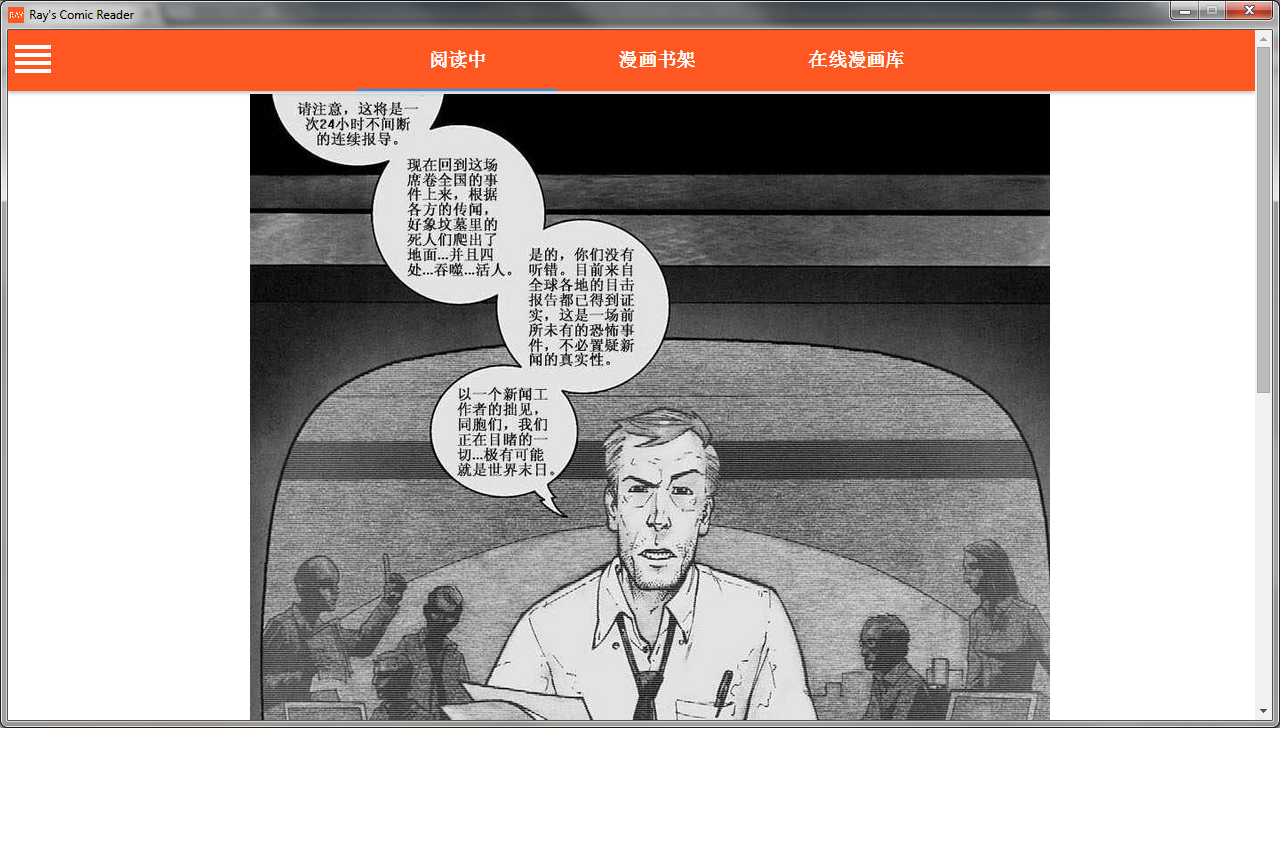 RAY
Ray's Comic Reader
阅读中
漫画书架
在线漫画库
请注意，这将是一
次24小时不间断
的连续报导。
现在回到这场
席卷全国的事
件上来，根据
各方的传闻，
好象坟墓里的
死人们爬出了
地面...并且四
处...吞噬...活人。
是的，你们没有
听错。目前来自
全球各地的目击
报告都已得到证
实，这是一场前
所未有的恐怖事
件，不必置疑新
闻的真实性。
以一个新闻工
作者的拙见，
同胞们，我们
正在目睹的一
切...极有可能
就是世界末日。